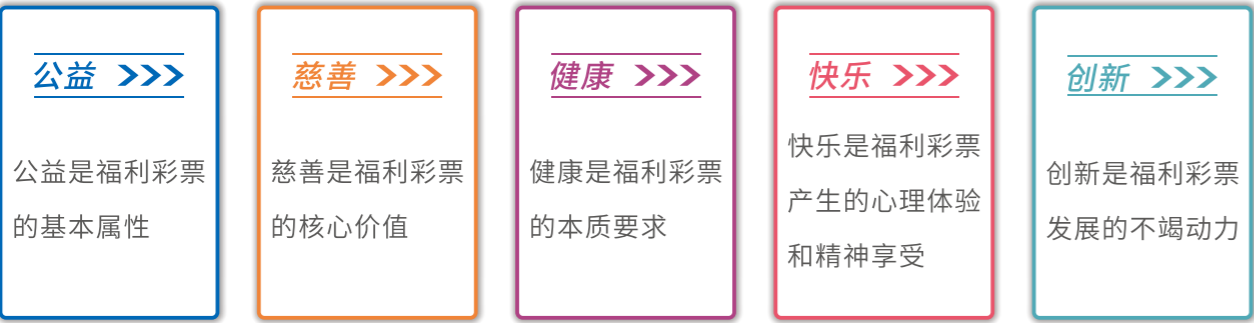 公益
公益是福利彩票
的基本属性
慈善
慈善是福利彩票
的核心价值
健康
健康是福利彩票
的本质要求
快乐
快乐是福利彩票
产生的心理体验
和精神享受
创新
创新是福利彩票
发展的不竭动力